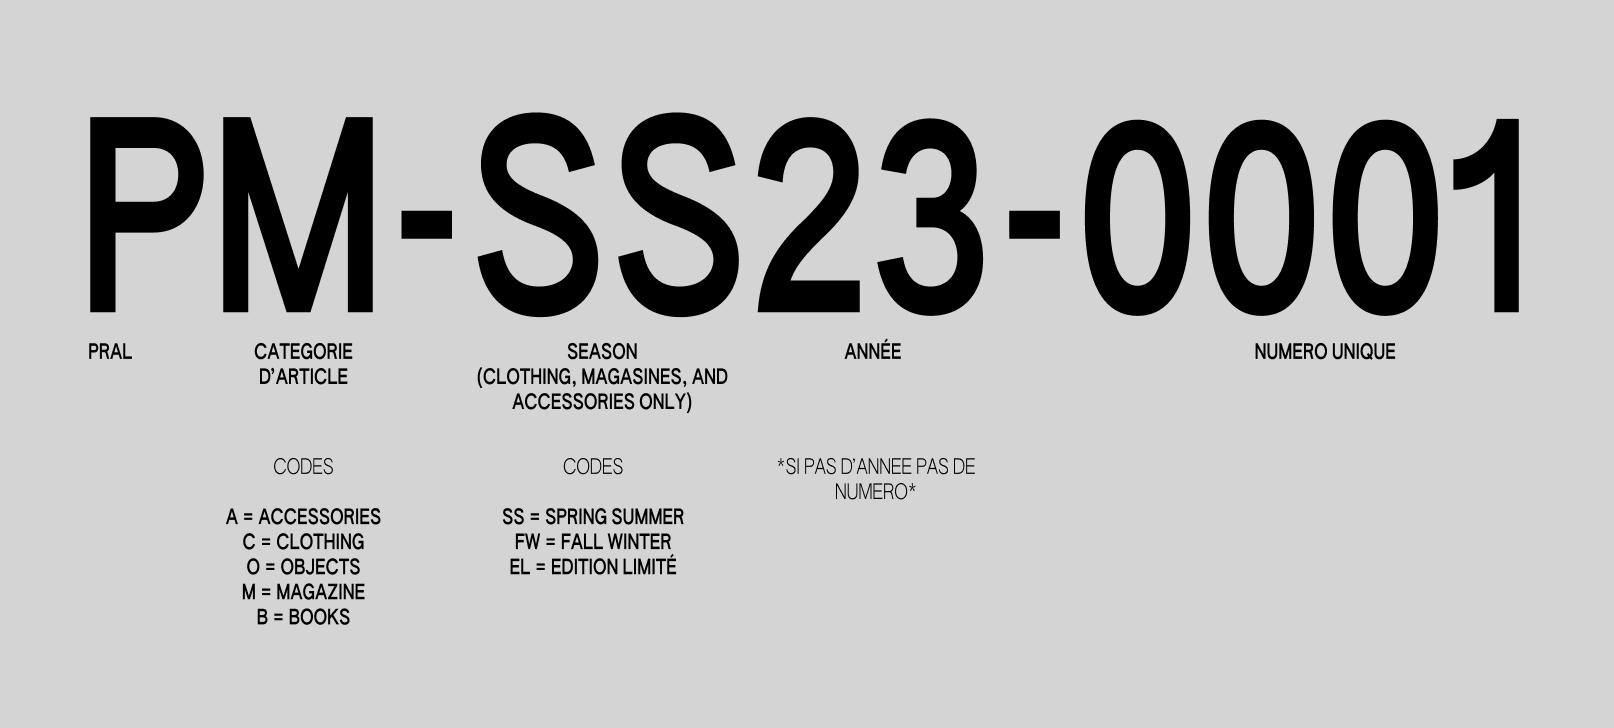 PM-SS23-0001
PRAL
CATEGORIE
D'ARTICLE
SEASON
(CLOTHING, MAGASINES, AND
ACCESSORIES ONLY)
ANNÉE
NUMERO UNIQUE
CODES
A = ACCESSORIES
C = CLOTHING
O = OBJECTS
M = MAGAZINE
B = BOOKS
CODES
SS = SPRING SUMMER
FW = FALL WINTER
EL = EDITION LIMITÉ
*SI PAS D'ANNEE PAS DE
NUMERO*